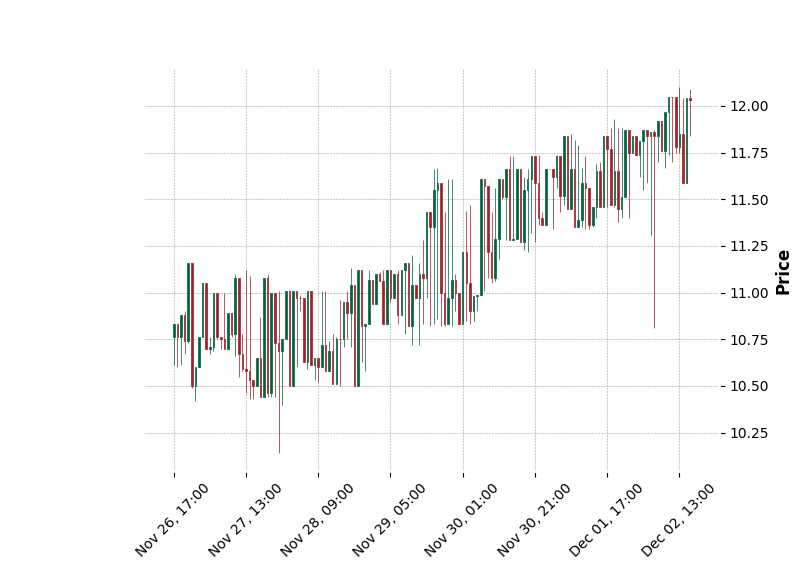 12.00
11.75
11.50
11.25
11.00
10.75
10.50
10.25
Price
Nov 26, 17:00
Nov 27, 13:00
Nov 28, 09:00
Nov 29, 05:00
Nov 30, 01:00
Nov 30, 21:00
Dec 01, 17:00
Dec 02, 13:00